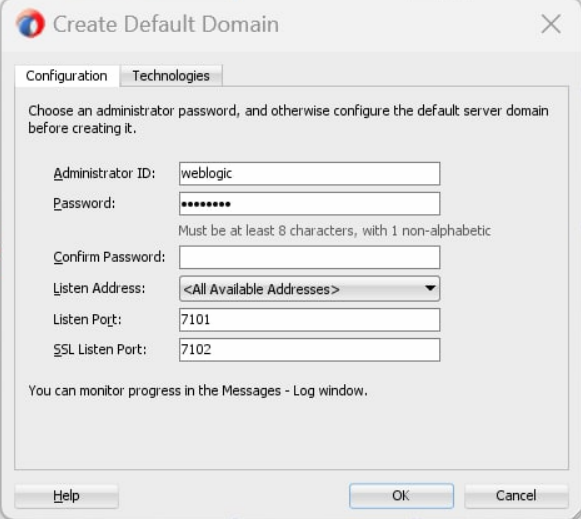 Create Default Domain
Configuration Technologies
Choose an administrator password, and otherwise configure the default server domain
before creating it.
Administrator ID: weblogic
Password: ••••••••
Must be at least 8 characters, with 1 non-alphabetic
Confirm Password:
Listen Address: <All Available Addresses>
Listen Port: 7101
SSL Listen Port: 7102
You can monitor progress in the Messages - Log window.
Help OK Cancel